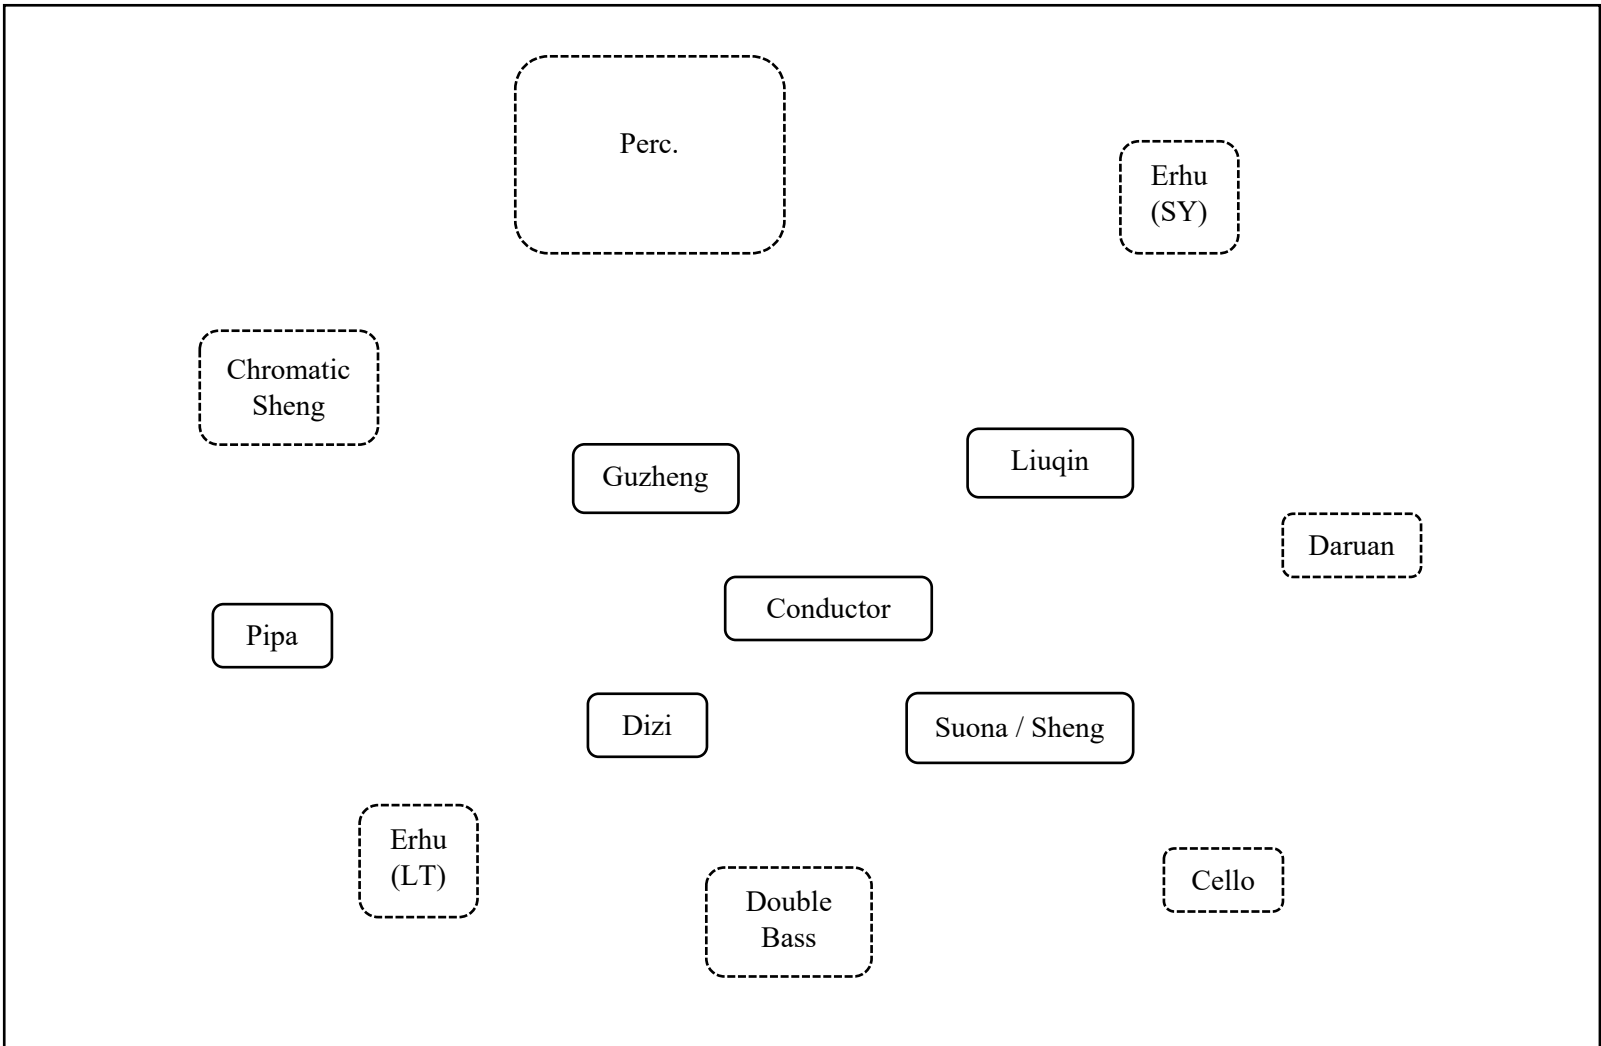 Perc.
Erhu
(SY)
Chromatic
Sheng
Guzheng
Liuqin
Daruan
Conductor
Pipa
Dizi
Suona / Sheng
Erhu
(LT)
Double
Bass
Cello